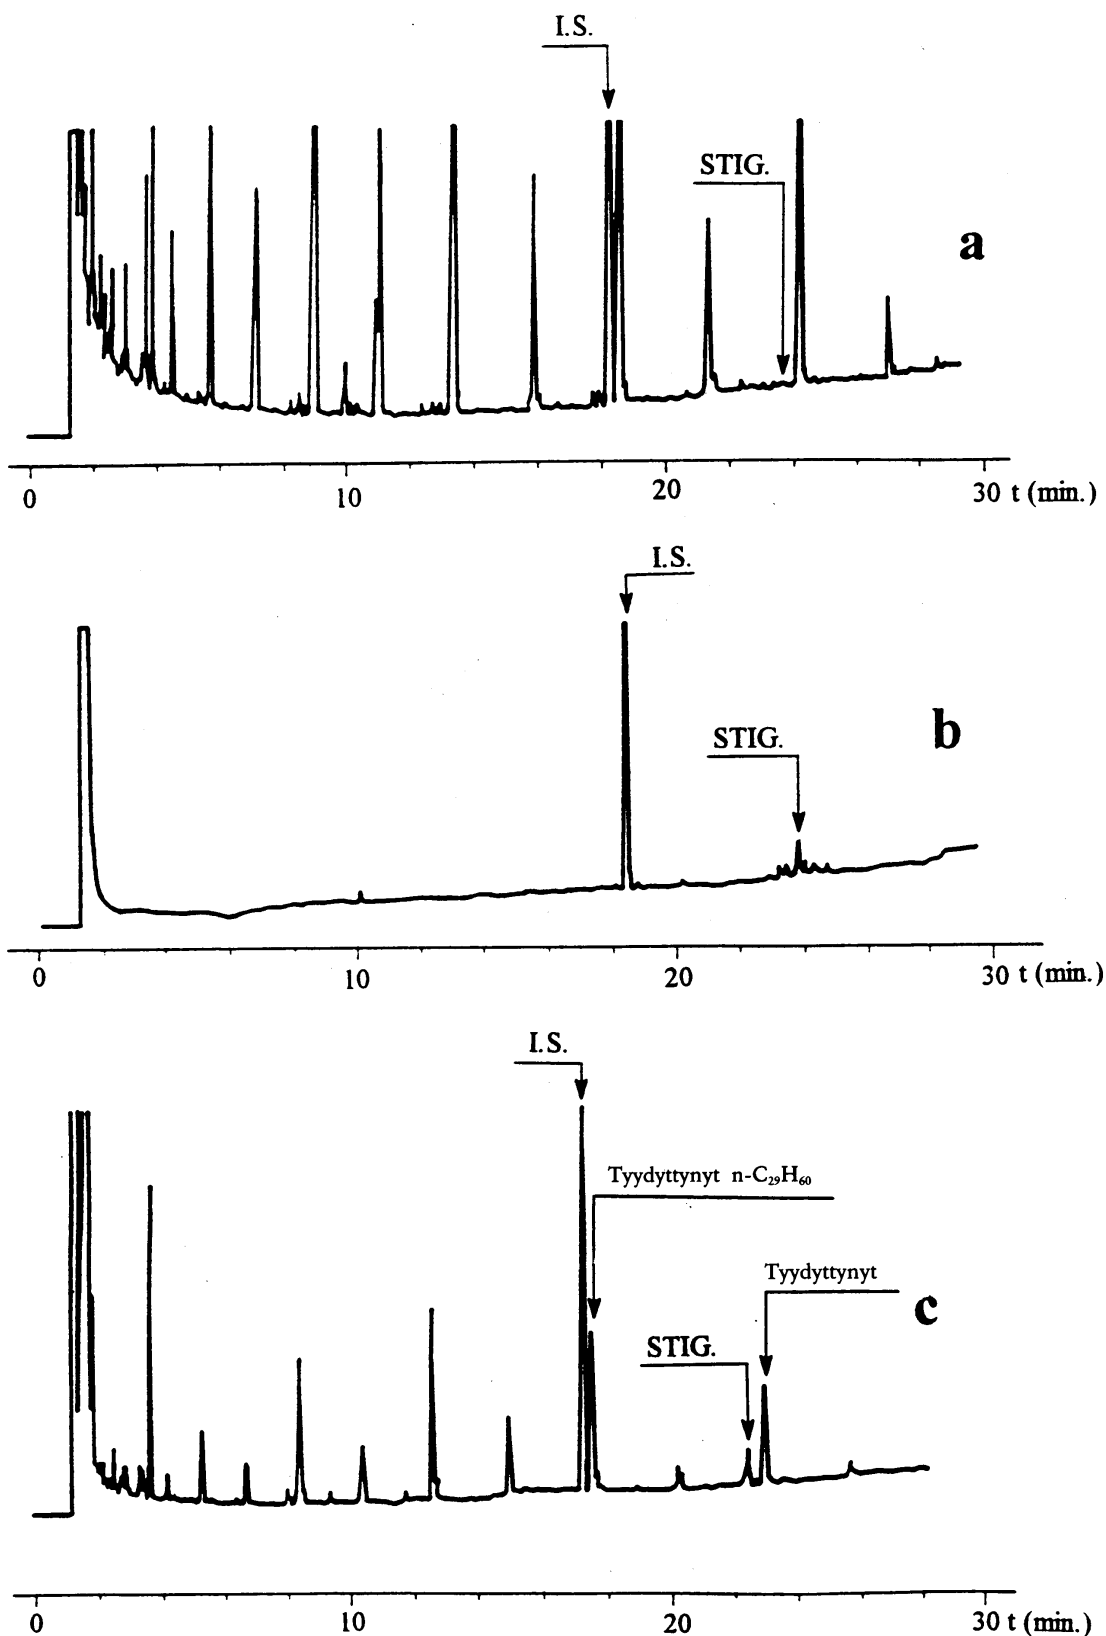 I.S.
STIG.
a
0 10 20 30 t (min.)
I.S.
STIG.
b
0 10 20 30 t (min.)
I.S.
Tyydyttynyt n-C₂₉H₆₀
Tyydyttynyt
STIG.
c
0 10 20 30 t (min.)